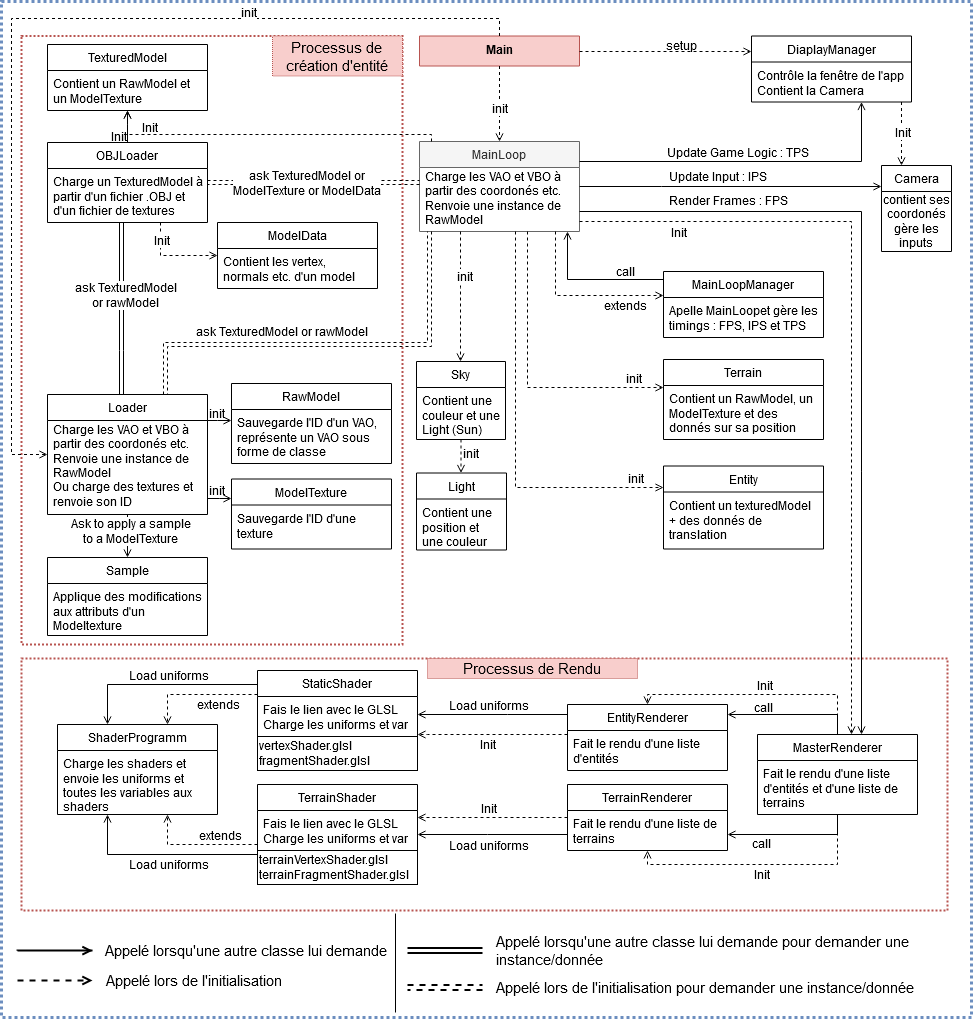 init
Processus de
création d'entité
Main
setup
DiaplayManager
Contrôle la fenêtre de l'app
Contient la Camera
TexturedModel
Contient un RawModel et
un ModelTexture
init
Init
Init
Init
OBJLoader
Charge un TexturedModel à
partir d'un fichier .OBJ et
d'un fichier de textures
ask TexturedModel or
ModelTexture or ModelData
MainLoop
Charge les VAO et VBO à
partir des coordonés etc.
Renvoie une instance de
RawModel
Update Game Logic : TPS
Update Input : IPS
Render Frames : FPS
Init
Camera
contient ses
coordonés
gère les
inputs
Init
ModelData
Contient les vertex,
normals etc. d'un model
ask TexturedModel
or rawModel
init
call
extends
MainLoopManager
Apelle MainLoopet gère les
timings : FPS, IPS et TPS
ask TexturedModel or rawModel
Sky
Contient une
couleur et une
Light (Sun)
init
Terrain
Contient un RawModel, un
ModelTexture et des
donnés sur sa position
Loader
Charge les VAO et VBO à
partir des coordonés etc.
Renvoie une instance de
RawModel
Ou charge des textures et
renvoie son ID
init
RawModel
Sauvegarde l'ID d'un VAO,
représente un VAO sous
forme de classe
init
ModelTexture
Sauvegarde l'ID d'une
texture
init
Light
Contient une
position et
une couleur
init
Entity
Contient un texturedModel
+ des donnés de
translation
Ask to apply a sample
to a ModelTexture
Sample
Applique des modifications
aux attributs d'un
Modeltexture
Processus de Rendu
Load uniforms
extends
StaticShader
Fais le lien avec le GLSL
Charge les uniforms et var
vertexShader.glsl
fragmentShader.glsl
Load uniforms
Init
EntityRenderer
Fait le rendu d'une liste
d'entités
Init
call
ShaderProgramm
Charge les shaders et
envoie les uniforms et
toutes les variables aux
shaders
MasterRenderer
Fait le rendu d'une liste
d'entités et d'une liste de
terrains
extends
Load uniforms
TerrainShader
Fais le lien avec le GLSL
Charge les uniforms et var
terrainVertexShader.glsl
terrainFragmentShader.glsl
Init
Load uniforms
TerrainRenderer
Fait le rendu d'une liste de
terrains
call
Init
Appelé lorsqu'une autre classe lui demande
Appelé lors de l'initialisation
Appelé lorsqu'une autre classe lui demande pour demander une
instance/donnée
Appelé lors de l'initialisation pour demander une instance/donnée